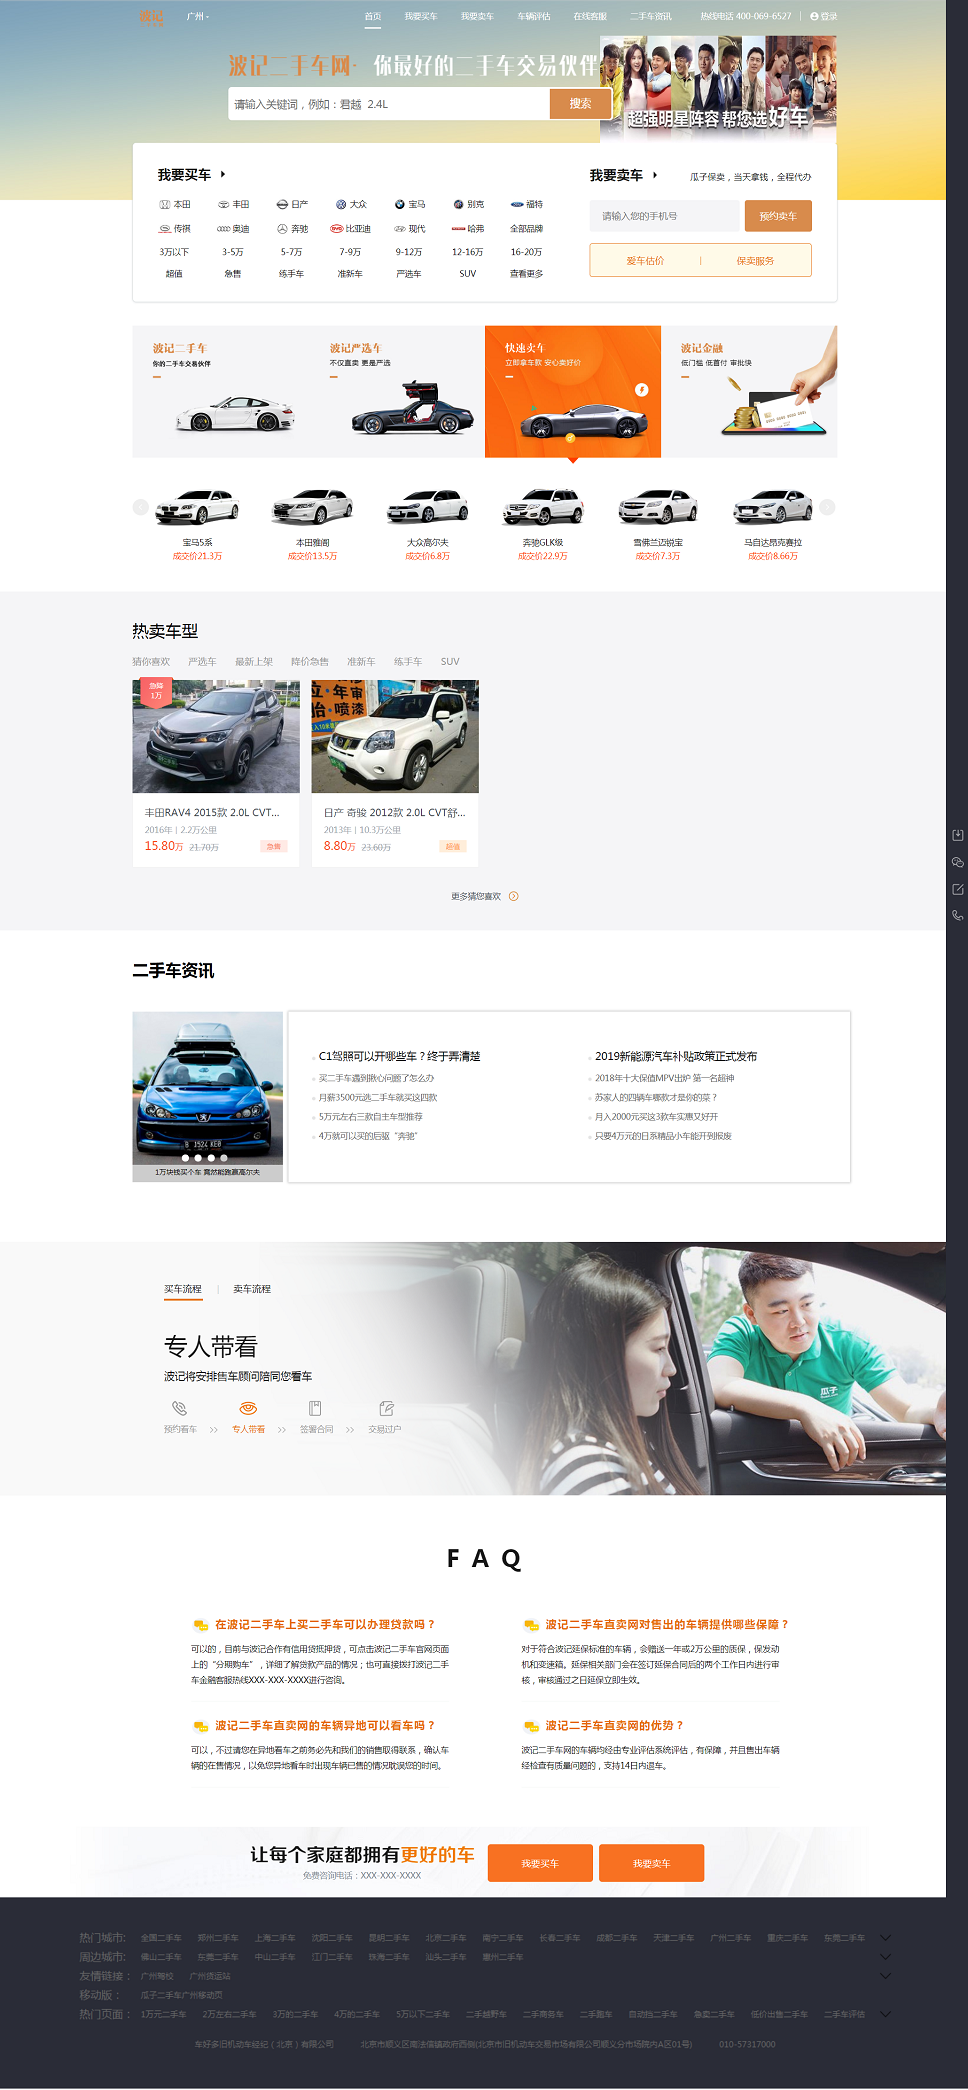 波记 广州 首页 我要买车 我要卖车 车辆评估 在线客服 二手车资讯 热线电话 400-069-6527 登录
波记二手车网· 你最好的二手车交易伙伴
请输入关键词，例如：君越 2.4L 搜索
超强明星阵容 帮您选好车
我要买车
本田 丰田 日产 大众 宝马 别克 福特
传祺 奥迪 奔驰 比亚迪 现代 哈弗 全部品牌
3万以下 3-5万 5-7万 7-9万 9-12万 12-16万 16-20万
超值 急售 练手车 准新车 严选车 SUV 查看更多
我要卖车 瓜子保卖，当天拿钱，全程代办
请输入您的手机号 预约卖车
爱车估价 | 保卖服务
波记二手车 波记严选车 快速卖车 波记金融
你的二手车交易伙伴 不仅直卖 更是严选 立即拿车款 安心卖好价 低门槛 低首付 审批快
宝马5系 本田雅阁 大众高尔夫 奔驰GLK级 雪佛兰迈锐宝 马自达昂克赛拉
成交价21.3万 成交价13.5万 成交价6.8万 成交价22.9万 成交价7.3万 成交价8.66万
热卖车型
猜你喜欢 严选车 最新上架 降价急售 准新车 练手车 SUV
急降
1万
丰田RAV4 2015款 2.0L CVT...
2016年 | 2.2万公里
15.80万 21.70万 急售
日产 奇骏 2012款 2.0L CVT舒...
2013年 | 10.3万公里
8.80万 23.60万 超值
更多猜您喜欢
二手车资讯
B 1524 KEB
1万块钱买个车 竟然能跑赢高尔夫
C1驾照可以开哪些车？终于弄清楚
买二手车遇到揪心问题了怎么办
月薪3500元选二手车就买这四款
5万元左右三款自主车型推荐
4万就可以买的后驱“奔驰”
2019新能源汽车补贴政策正式发布
2018年十大保值MPV出炉 第一名超神
苏家人的四辆车哪款才是你的菜？
月入2000元买这3款车实惠又好开
只要4万元的日系精品小车能开到报废
买车流程 | 卖车流程
专人带看
波记将安排售车顾问陪同您看车
预约看车 >> 专人带看 >> 签署合同 >> 交易过户
瓜子
F A Q
在波记二手车上买二手车可以办理贷款吗？
可以的，目前与波记合作有信用贷抵押贷，可点击波记二手车官网页面
上的“分期购车”，详细了解贷款产品的情况；也可直接拨打波记二手
车金融客服热线XXX-XXX-XXXX进行咨询。
波记二手车直卖网对售出的车辆提供哪些保障？
对于符合波记延保标准的车辆，会赠送一年或2万公里的质保，保发动
机和变速箱。延保相关部门会在签订延保合同后的两个工作日内进行审
核，审核通过之日延保立即生效。
波记二手车直卖网的车辆异地可以看车吗？
可以，不过请您在异地看车之前务必先和我们的销售取得联系，确认车
辆的在售情况，以免您异地看车时出现车辆已售的情况耽误您的时间。
波记二手车直卖网的优势？
波记二手车网的车辆均经由专业评估系统评估，有保障，并且售出车辆
经检查有质量问题的，支持14日内退车。
让每个家庭都拥有更好的车 我要买车 我要卖车
免费咨询电话：XXX-XXX-XXXX
热门城市： 全国二手车 郑州二手车 上海二手车 沈阳二手车 昆明二手车 北京二手车 南宁二手车 长春二手车 成都二手车 天津二手车 广州二手车 重庆二手车 东莞二手车
周边城市： 佛山二手车 东莞二手车 中山二手车 江门二手车 珠海二手车 汕头二手车 惠州二手车
友情链接： 广州驾校 广州货运站
移动版： 瓜子二手车广州移动页
热门页面： 1万元二手车 2万左右二手车 3万的二手车 4万的二手车 5万以下二手车 二手越野车 二手商务车 二手跑车 自动挡二手车 急卖二手车 低价出售二手车 二手车评估
车好多旧机动车经纪（北京）有限公司 北京市顺义区南法信镇政府西侧(北京市旧机动车交易市场有限公司顺义分市场院内A区01号) 010-57317000